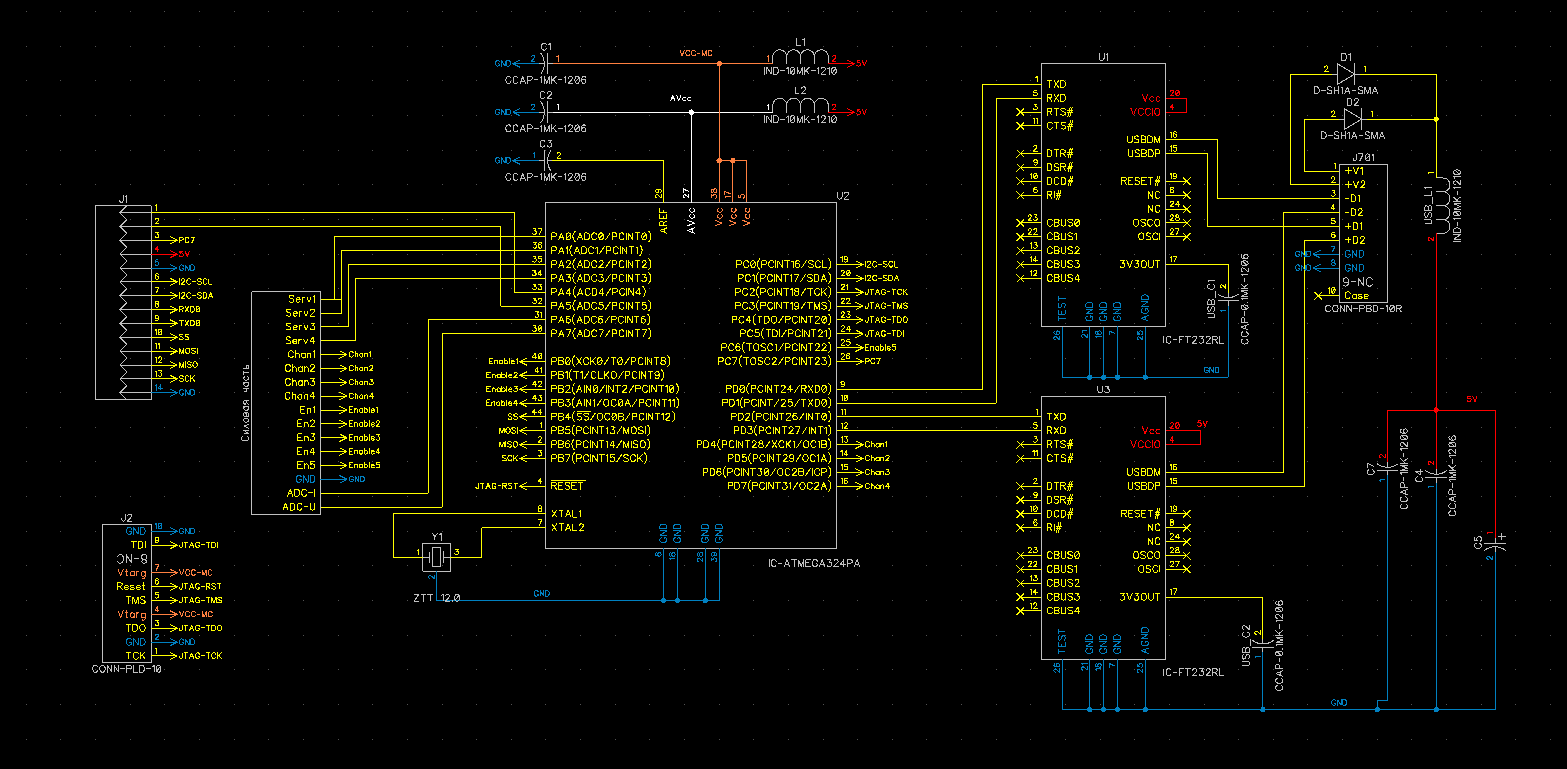 C1
GND 2 1
CCAP-1MK-1206
VCC-MC
L1
1 2 5V
IND-10MK-1210
C2
GND 2 1
CCAP-1MK-1206
AVcc
L2
1 2 5V
IND-10MK-1210
C3
GND 1 2
CCAP-1MK-1206
J1
1
2
3 PC7
4 5V
5 GND
6 I2C-SCL
7 I2C-SDA
8 RXD0
9 TXD0
10 SS
11 MOSI
12 MISO
13 SCK
14 GND
Силовая часть
Serv1
Serv2
Serv3
Serv4
Chan1 Chan1
Chan2 Chan2
Chan3 Chan3
Chan4 Chan4
En1 Enable1
En2 Enable2
En3 Enable3
En4 Enable4
En5 Enable5
GND GND
ADC-I
ADC-U
J2
GND 10 GND
TDI 9 JTAG-TDI
8-NC
Vtarg 7 VCC-MC
Reset 6 JTAG-RST
TMS 5 JTAG-TMS
Vtarg 4 VCC-MC
TDO 3 JTAG-TDO
GND 2 GND
TCK 1 JTAG-TCK
CONN-PLD-10
U2
29 27 38 17 5
AREF AVcc Vcc Vcc Vcc
37 PA0(ADC0/PCINT0)
36 PA1(ADC1/PCINT1)
35 PA2(ADC2/PCINT2)
34 PA3(ADC3/PCINT3)
33 PA4(ACD4/PCIN4)
32 PA5(ADC5/PCINT5)
31 PA6(ADC6/PCINT6)
30 PA7(ADC7/PCINT7)
Enable1 40 PB0(XCK0/T0/PCINT8)
Enable2 41 PB1(T1/CLKO/PCINT9)
Enable3 42 PB2(AIN0/INT2/PCINT10)
Enable4 43 PB3(AIN1/OC0A/PCINT11)
SS 44 PB4(SS/OC0B/PCINT12)
MOSI 1 PB5(PCINT13/MOSI)
MISO 2 PB6(PCINT14/MISO)
SCK 3 PB7(PCINT15/SCK)
JTAG-RST 4 RESET
8 XTAL1
7 XTAL2
PC0(PCINT16/SCL) 19 I2C-SCL
PC1(PCINT17/SDA) 20 I2C-SDA
PC2(PCINT18/TCK) 21 JTAG-TCK
PC3(PCINT19/TMS) 22 JTAG-TMS
PC4(TDO/PCINT20) 23 JTAG-TDO
PC5(TDI/PCINT21) 24 JTAG-TDI
PC6(TOSC1/PCINT22) 25 Enable5
PC7(TOSC2/PCINT23) 26 PC7
PD0(PCINT24/RXD0) 9
PD1(PCINT/25/TXD0) 10
PD2(PCINT26/INT0) 11
PD3(PCINT27/INT1) 12
PD4(PCINT28/XCK1/OC1B) 13 Chan1
PD5(PCINT29/OC1A) 14 Chan2
PD6(PCINT30/OC2B/ICP) 15 Chan3
PD7(PCINT31/OC2A) 16 Chan4
GND GND GND GND
6 18 28 39
IC-ATMEGA324PA
Y1
1 3
2
ZTT 12.0
GND
U1
1 TXD
5 RXD
3 RTS#
11 CTS#
2 DTR#
9 DSR#
10 DCD#
6 RI#
23 CBUS0
22 CBUS1
13 CBUS2
14 CBUS3
12 CBUS4
Vcc 20
VCCIO 4
USBDM 16
USBDP 15
RESET# 19
NC 8
NC 24
OSCO 28
OSCI 27
3V3OUT 17
TEST GND GND GND AGND
26 21 18 7 25
IC-FT232RL
USB_C1
2
1
CCAP-0.1MK-1206
GND
U3
1 TXD
5 RXD
3 RTS#
11 CTS#
2 DTR#
9 DSR#
10 DCD#
6 RI#
23 CBUS0
22 CBUS1
13 CBUS2
14 CBUS3
12 CBUS4
Vcc 20 5V
VCCIO 4
USBDM 16
USBDP 15
RESET# 19
NC 8
NC 24
OSCO 28
OSCI 27
3V3OUT 17
TEST GND GND GND AGND
26 21 18 7 25
IC-FT232RL
USB_C2
2
1
CCAP-0.1MK-1206
GND
D1
2 1
D-SH1A-SMA
D2
2 1
D-SH1A-SMA
J701
1 +V1
2 +V2
3 -D1
4 -D2
5 +D1
6 +D2
GND 7 GND
GND 8 GND
9-NC
10 Case
CONN-PBD-10R
USB_L1
1
2
IND-10MK-1210
5V
C7
2
1
CCAP-1MK-1206
C4
2
1
CCAP-1MK-1206
C5
1
2
+